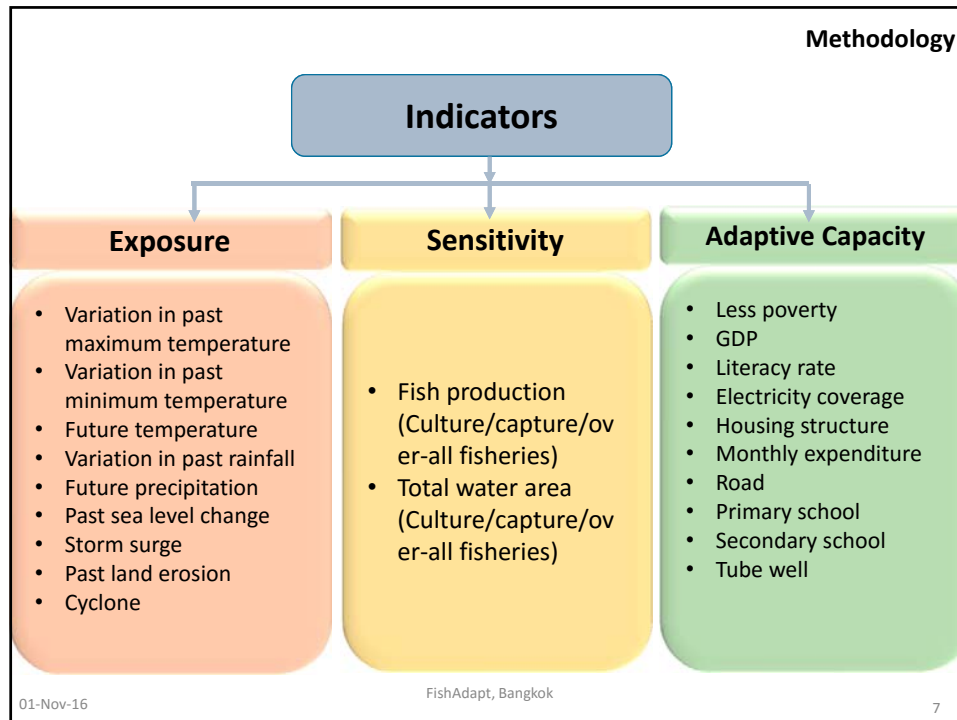 Methodology
Indicators
Exposure
• Variation in past
maximum temperature
• Variation in past
minimum temperature
• Future temperature
• Variation in past rainfall
• Future precipitation
• Past sea level change
• Storm surge
• Past land erosion
• Cyclone
Sensitivity
• Fish production
(Culture/capture/ov
er-all fisheries)
• Total water area
(Culture/capture/ov
er-all fisheries)
Adaptive Capacity
• Less poverty
• GDP
• Literacy rate
• Electricity coverage
• Housing structure
• Monthly expenditure
• Road
• Primary school
• Secondary school
• Tube well
01-Nov-16
FishAdapt, Bangkok
7